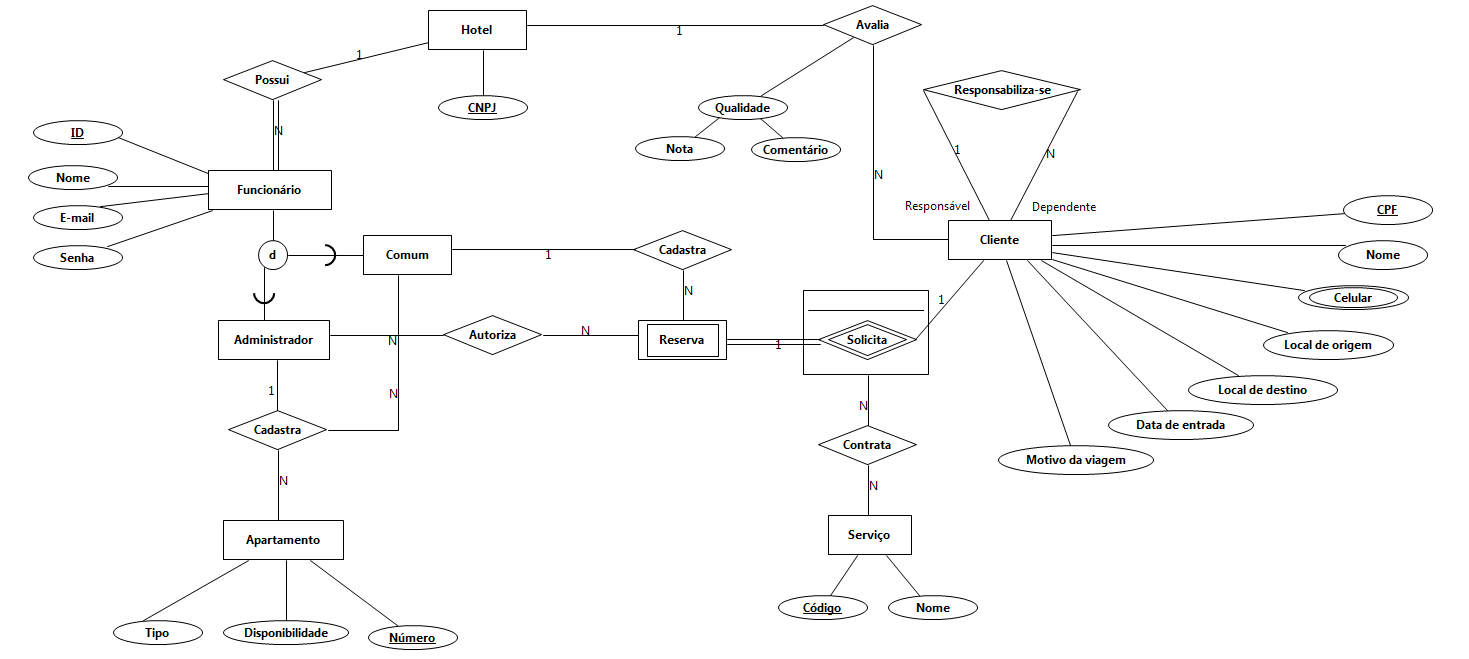 Hotel
1
Avalia
1
Possui
CNPJ
Qualidade
Nota
Comentário
N
Responsabiliza-se
1
N
Responsável
Dependente
ID
Nome
E-mail
Senha
N
Funcionário
d
Comum
1
Cadastra
N
Cliente
CPF
Nome
Celular
Local de origem
Local de destino
Data de entrada
Motivo da viagem
1
Administrador
N
Autoriza
N
Reserva
1
Solicita
1
N
Cadastra
N
Contrata
N
N
Apartamento
Serviço
Tipo
Disponibilidade
Número
Código
Nome